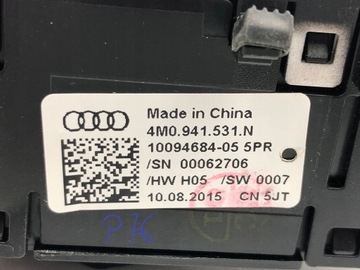 Made in China
4M0.941.531.N
10094684-05 5PR
/SN 00062706
/HW H05 /SW 0007
10.08.2015 CN 5JT